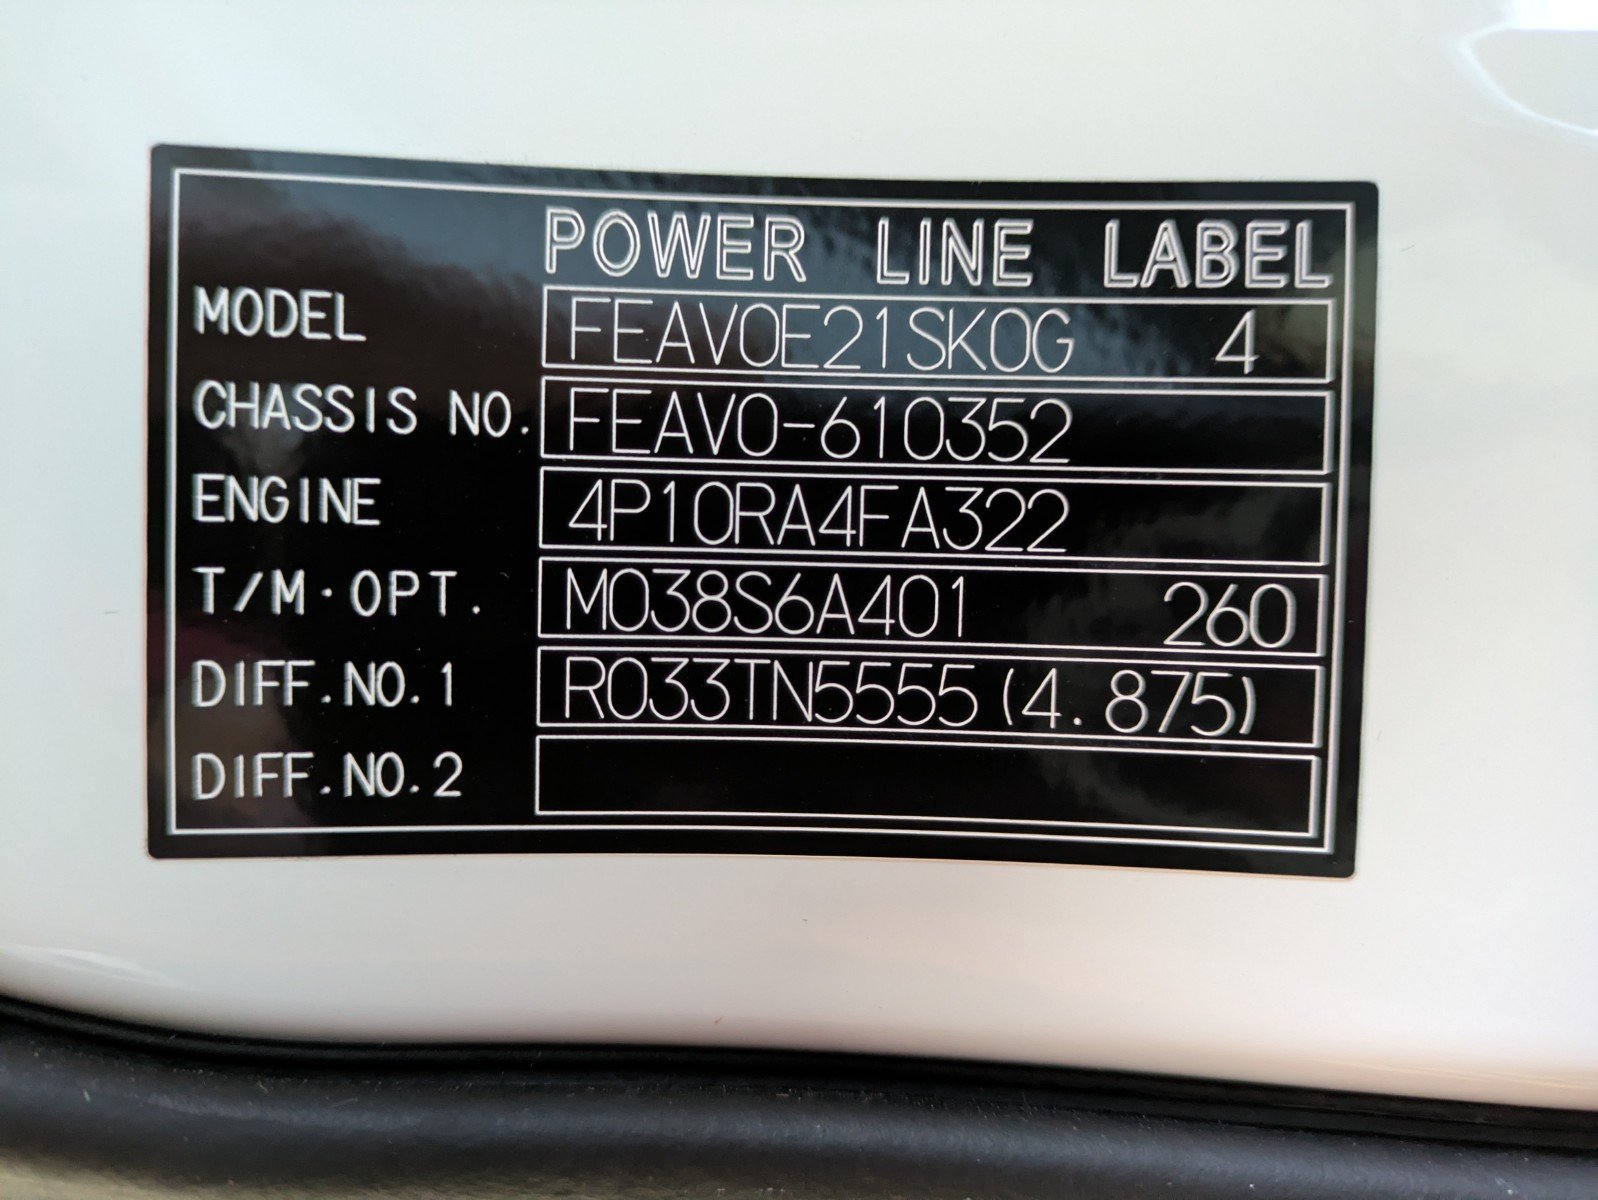 POWER LINE LABEL
MODEL FEAV0E21SK0G 4
CHASSIS NO. FEAV0-610352
ENGINE 4P10RA4FA322
T/M·OPT. M038S6A401 260
DIFF.NO.1 R033TN5555(4.875)
DIFF.NO.2